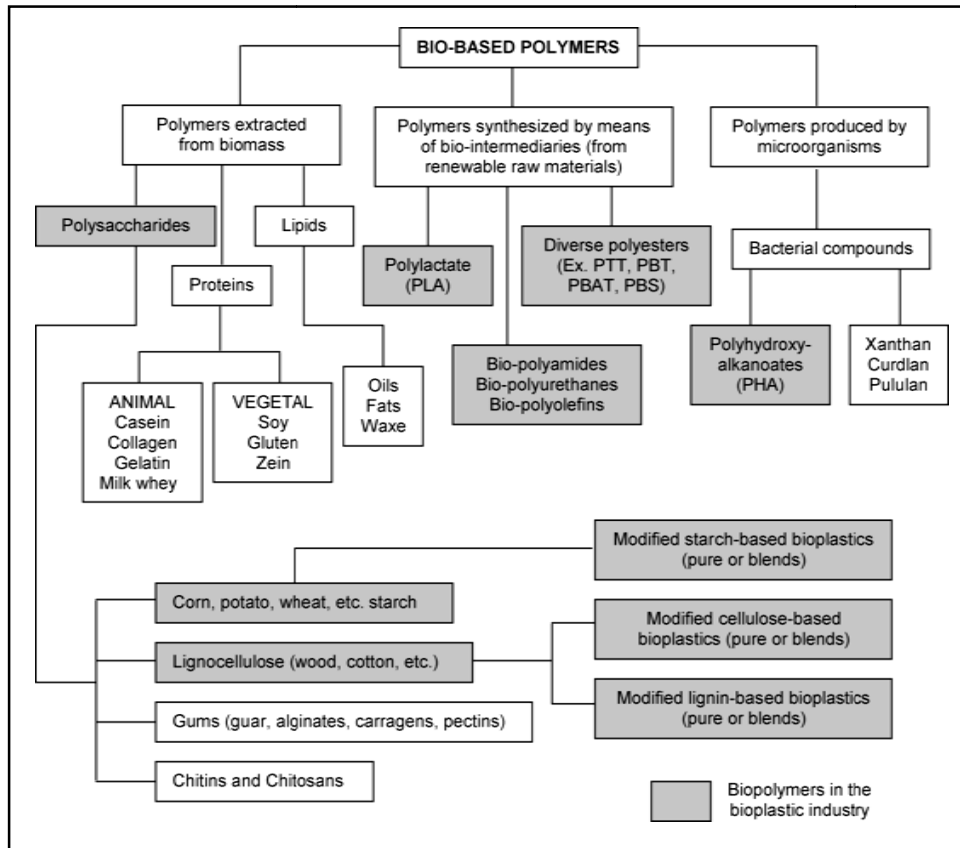 BIO-BASED POLYMERS
Polymers extracted
from biomass
Polymers synthesized by means
of bio-intermediaries (from
renewable raw materials)
Polymers produced by
microorganisms
Polysaccharides
Lipids
Proteins
Polylactate
(PLA)
Diverse polyesters
(Ex. PTT, PBT,
PBAT, PBS)
Bacterial compounds
ANIMAL
Casein
Collagen
Gelatin
Milk whey
VEGETAL
Soy
Gluten
Zein
Oils
Fats
Waxe
Bio-polyamides
Bio-polyurethanes
Bio-polyolefins
Polyhydroxy-
alkanoates
(PHA)
Xanthan
Curdlan
Pululan
Modified starch-based bioplastics
(pure or blends)
Corn, potato, wheat, etc. starch
Modified cellulose-based
bioplastics (pure or blends)
Lignocellulose (wood, cotton, etc.)
Modified lignin-based bioplastics
(pure or blends)
Gums (guar, alginates, carragens, pectins)
Chitins and Chitosans
Biopolymers in the
bioplastic industry